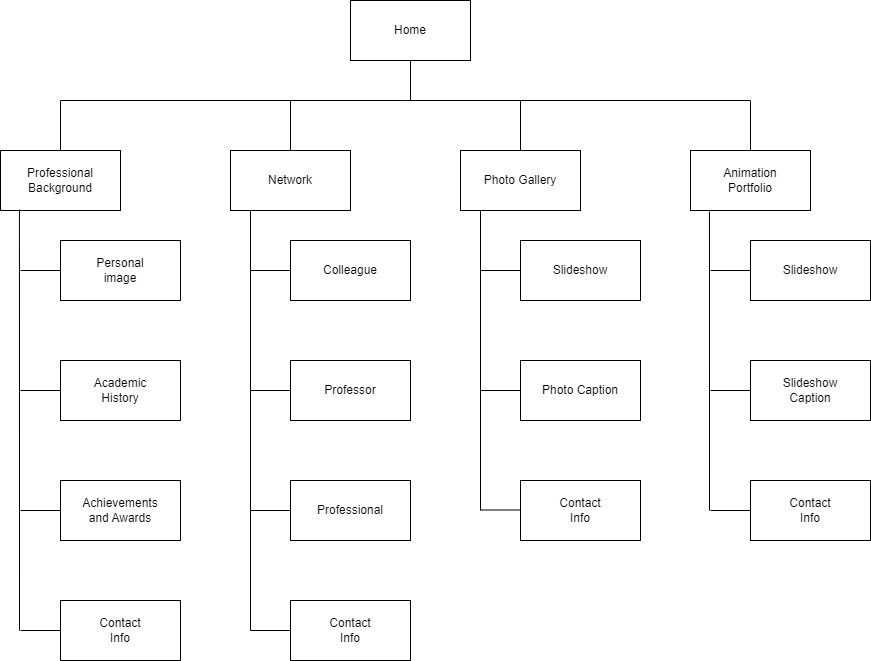 Home
Professional
Background
Network
Photo Gallery
Animation
Portfolio
Personal
image
Colleague
Slideshow
Slideshow
Academic
History
Professor
Photo Caption
Slideshow
Caption
Achievements
and Awards
Professional
Contact
Info
Contact
Info
Contact
Info
Contact
Info